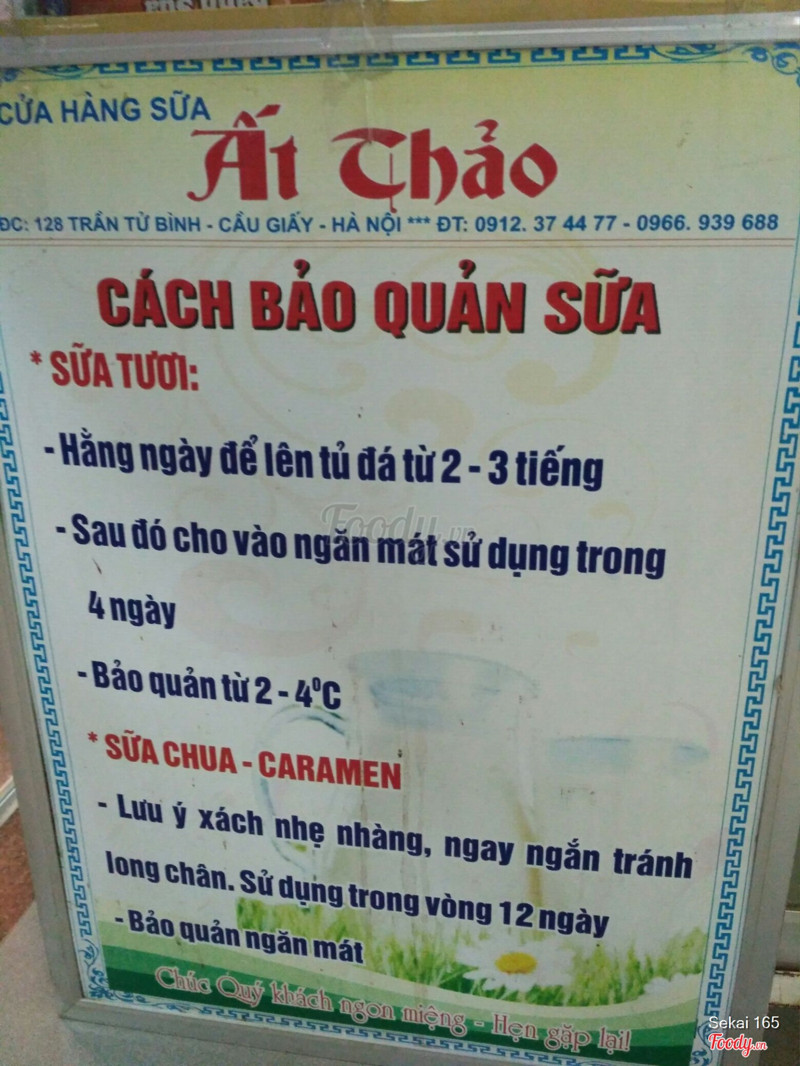 CỬA HÀNG SỮA
Ất Thảo
ĐC: 128 TRẦN TỬ BÌNH - CẦU GIẤY - HÀ NỘI *** ĐT: 0912. 37 44 77 - 0966. 939 688
CÁCH BẢO QUẢN SỮA
* SỮA TƯƠI:
- Hằng ngày để lên tủ đá từ 2 - 3 tiếng
- Sau đó cho vào ngăn mát sử dụng trong
4 ngày
- Bảo quản từ 2 - 4⁰C
* SỮA CHUA - CARAMEN
- Lưu ý xách nhẹ nhàng, ngay ngắn tránh
long chân. Sử dụng trong vòng 12 ngày
- Bảo quản ngăn mát
Chúc Quý khách ngon miệng - Hẹn gặp lại!
Foody.vn
Sekai 165
Foody.vn